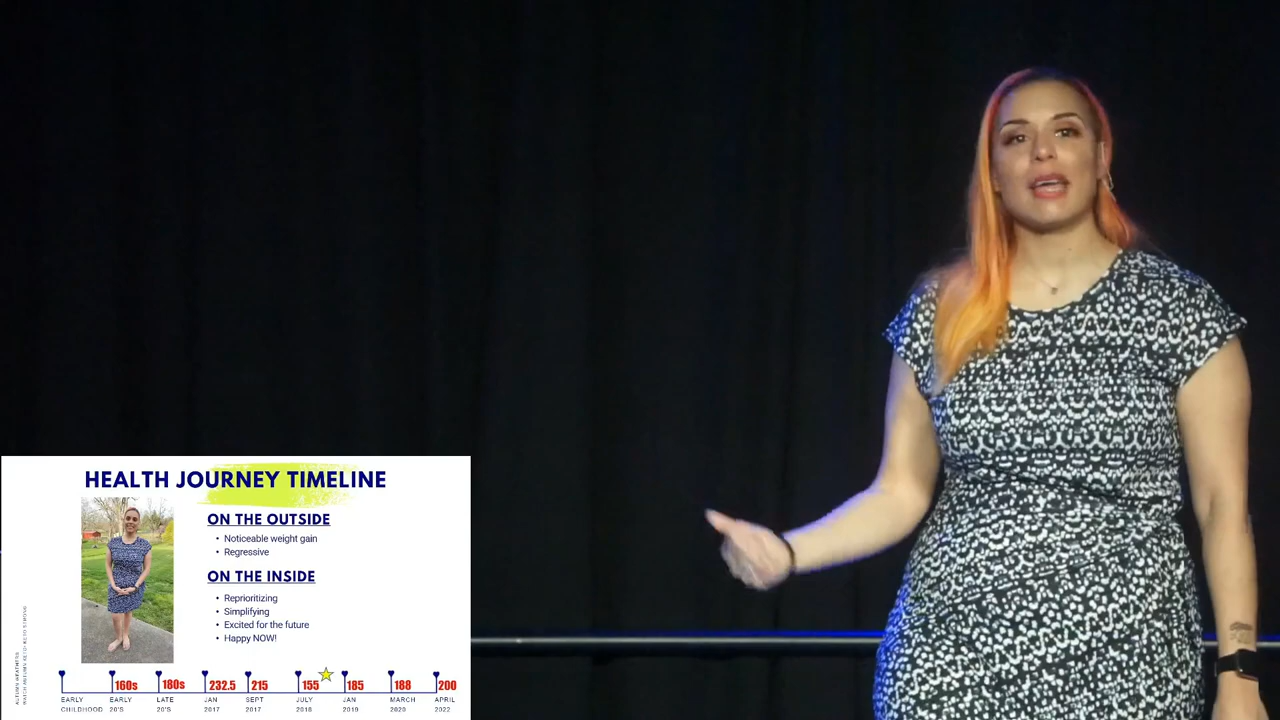 HEALTH JOURNEY TIMELINE
ON THE OUTSIDE
• Noticeable weight gain
• Regressive
ON THE INSIDE
• Reprioritizing
• Simplifying
• Excited for the future
• Happy NOW!
160s 180s 232.5 215 155 185 188 200
EARLY EARLY LATE JAN SEPT JULY JAN MARCH APRIL
CHILDHOOD 20'S 20'S 2017 2017 2018 2019 2020 2022